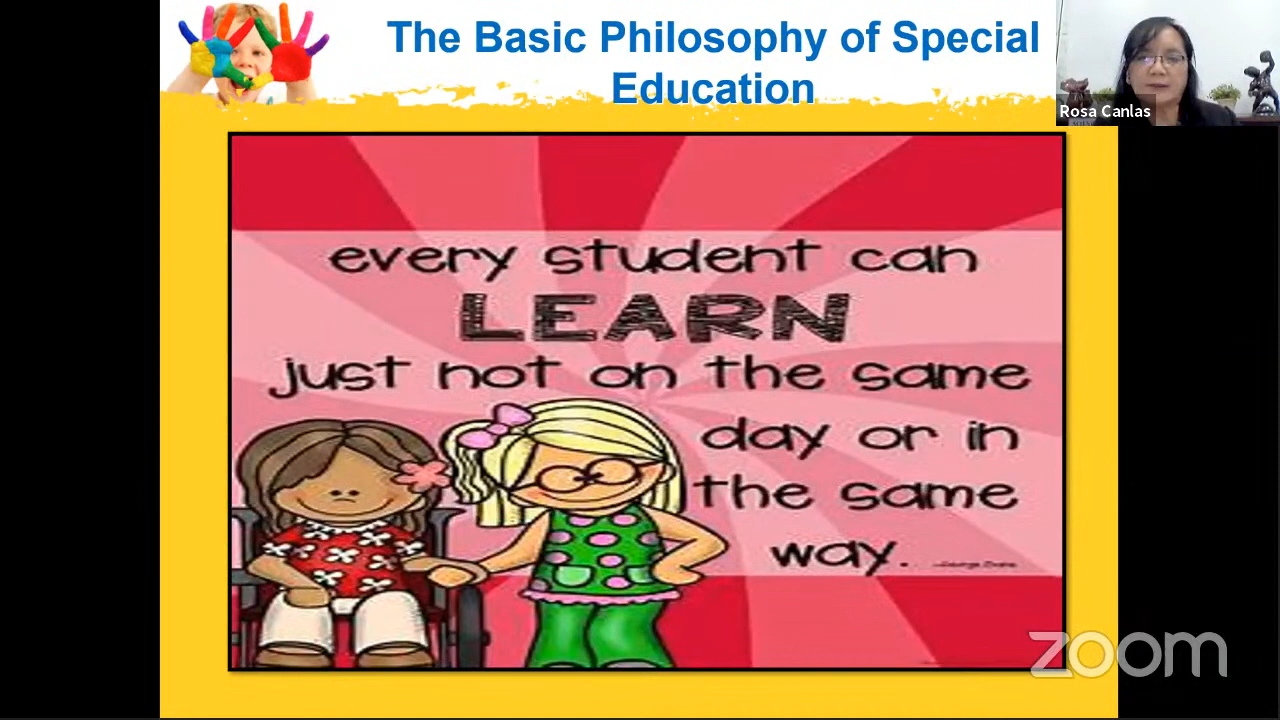 The Basic Philosophy of Special
Education
Rosa Canlas
every student can
LEARN
just not on the same
day or in
the same
way.
zoom